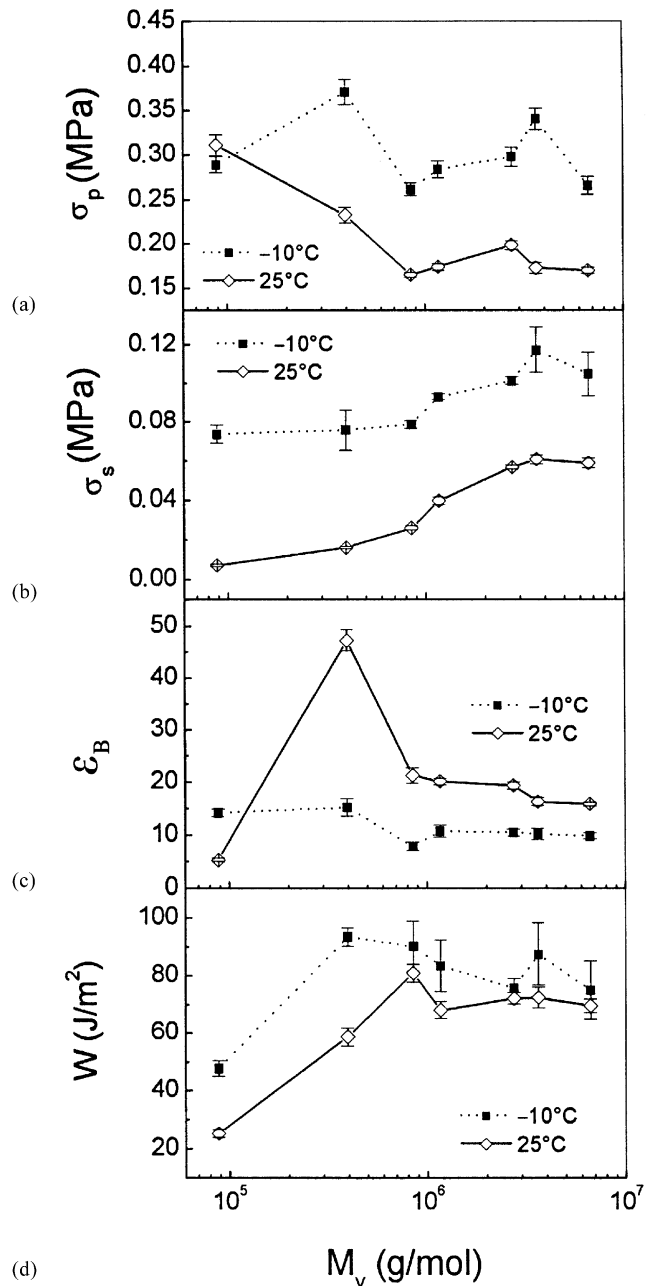 0.45
0.40
0.35
0.30
0.25
0.20
0.15
σp (MPa)
-10°C
25°C
(a)
0.12
0.08
0.04
0.00
σs (MPa)
-10°C
25°C
(b)
50
40
30
20
10
0
εB
-10°C
25°C
(c)
100
80
60
40
20
W (J/m²)
-10°C
25°C
10⁵ 10⁶ 10⁷
(d)
Mv (g/mol)